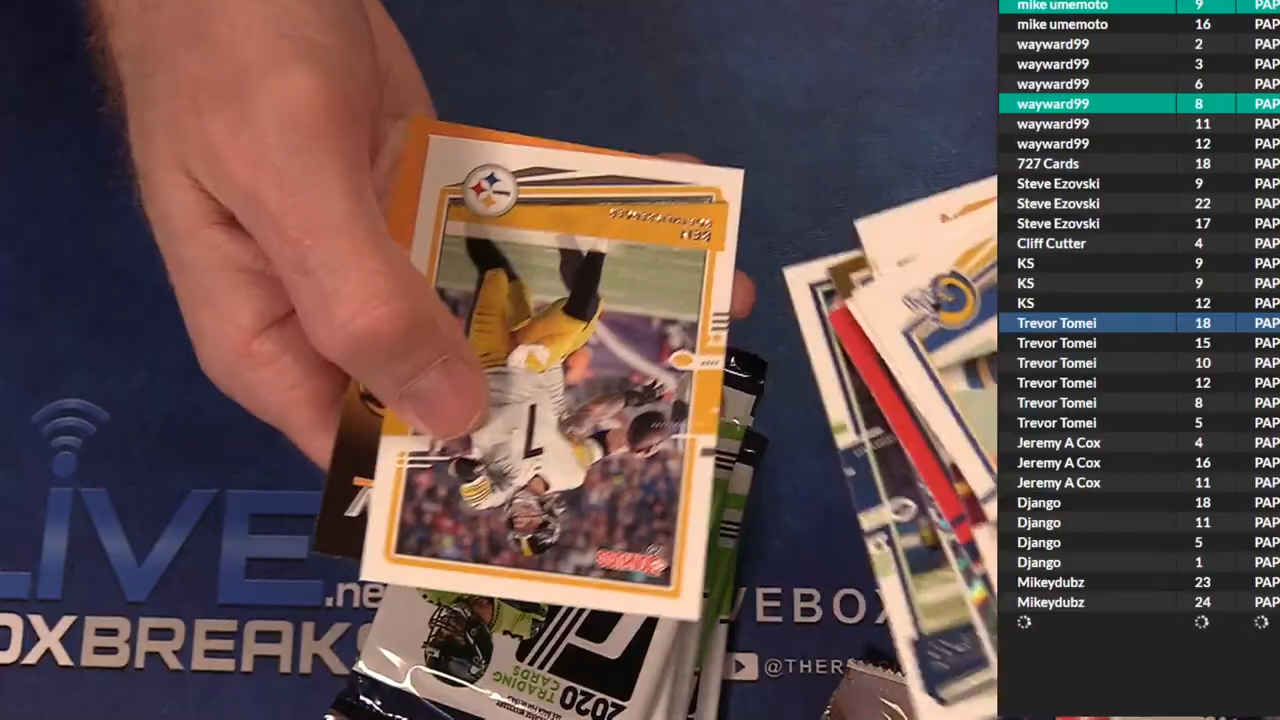 mike umemoto 9 PAP
mike umemoto 16 PAP
wayward99 2 PAP
wayward99 3 PAP
wayward99 6 PAP
wayward99 8 PAP
wayward99 11 PAP
wayward99 12 PAP
727 Cards 18 PAP
Steve Ezovski 9 PAP
Steve Ezovski 22 PAP
Steve Ezovski 17 PAP
Cliff Cutter 4 PAP
KS 9 PAP
KS 9 PAP
KS 12 PAP
Trevor Tomei 18 PAP
Trevor Tomei 15 PAP
Trevor Tomei 10 PAP
Trevor Tomei 12 PAP
Trevor Tomei 8 PAP
Trevor Tomei 5 PAP
Jeremy A Cox 4 PAP
Jeremy A Cox 16 PAP
Jeremy A Cox 11 PAP
Django 18 PAP
Django 11 PAP
Django 5 PAP
Django 1 PAP
Mikeydubz 23 PAP
Mikeydubz 24 PAP
BEN
7
LIVE
.ne
OXBREAKS
VEBOX
@THER
2020
TRADING
CARDS